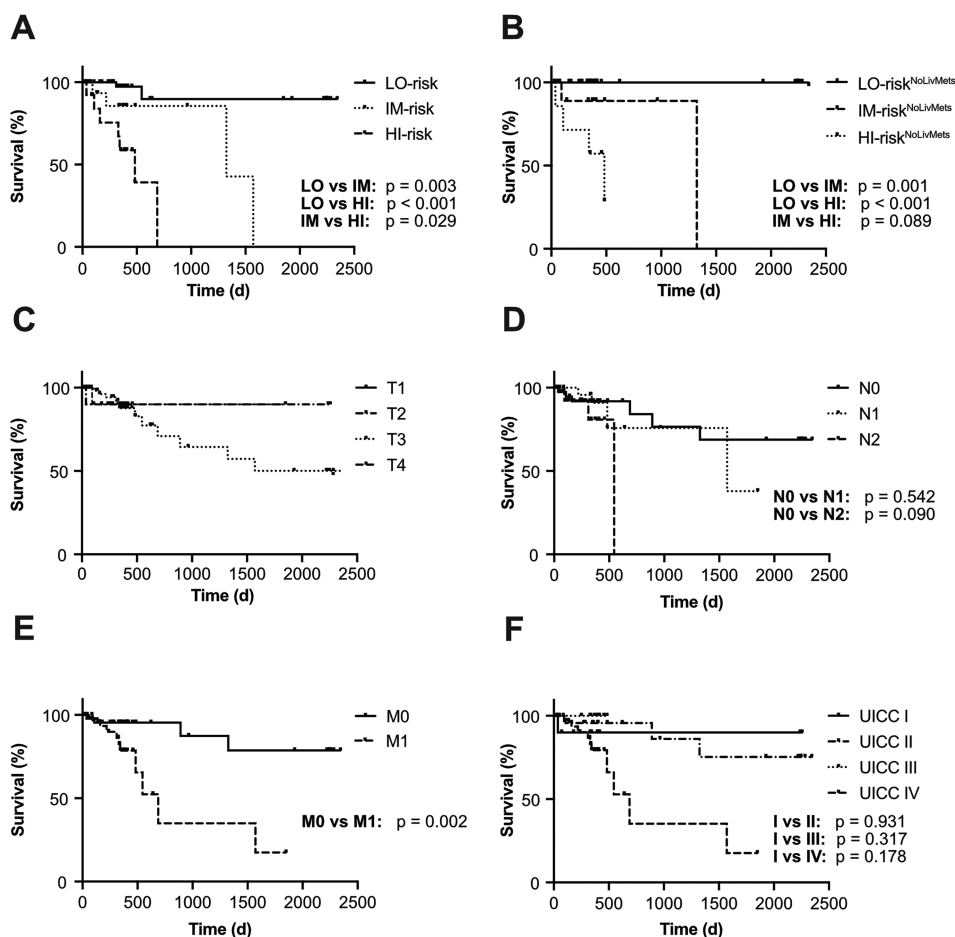 A
Survival (%)
100
50
0
0 500 1000 1500 2000 2500
Time (d)
LO-risk
IM-risk
HI-risk
LO vs IM: p = 0.003
LO vs HI: p < 0.001
IM vs HI: p = 0.029
B
Survival (%)
100
50
0
0 500 1000 1500 2000 2500
Time (d)
LO-riskNoLivMets
IM-riskNoLivMets
HI-riskNoLivMets
LO vs IM: p = 0.001
LO vs HI: p < 0.001
IM vs HI: p = 0.089
C
Survival (%)
100
50
0
0 500 1000 1500 2000 2500
Time (d)
T1
T2
T3
T4
D
Survival (%)
100
50
0
0 500 1000 1500 2000 2500
Time (d)
N0
N1
N2
N0 vs N1: p = 0.542
N0 vs N2: p = 0.090
E
Survival (%)
100
50
0
0 500 1000 1500 2000 2500
Time (d)
M0
M1
M0 vs M1: p = 0.002
F
Survival (%)
100
50
0
0 500 1000 1500 2000 2500
Time (d)
UICC I
UICC II
UICC III
UICC IV
I vs II: p = 0.931
I vs III: p = 0.317
I vs IV: p = 0.178